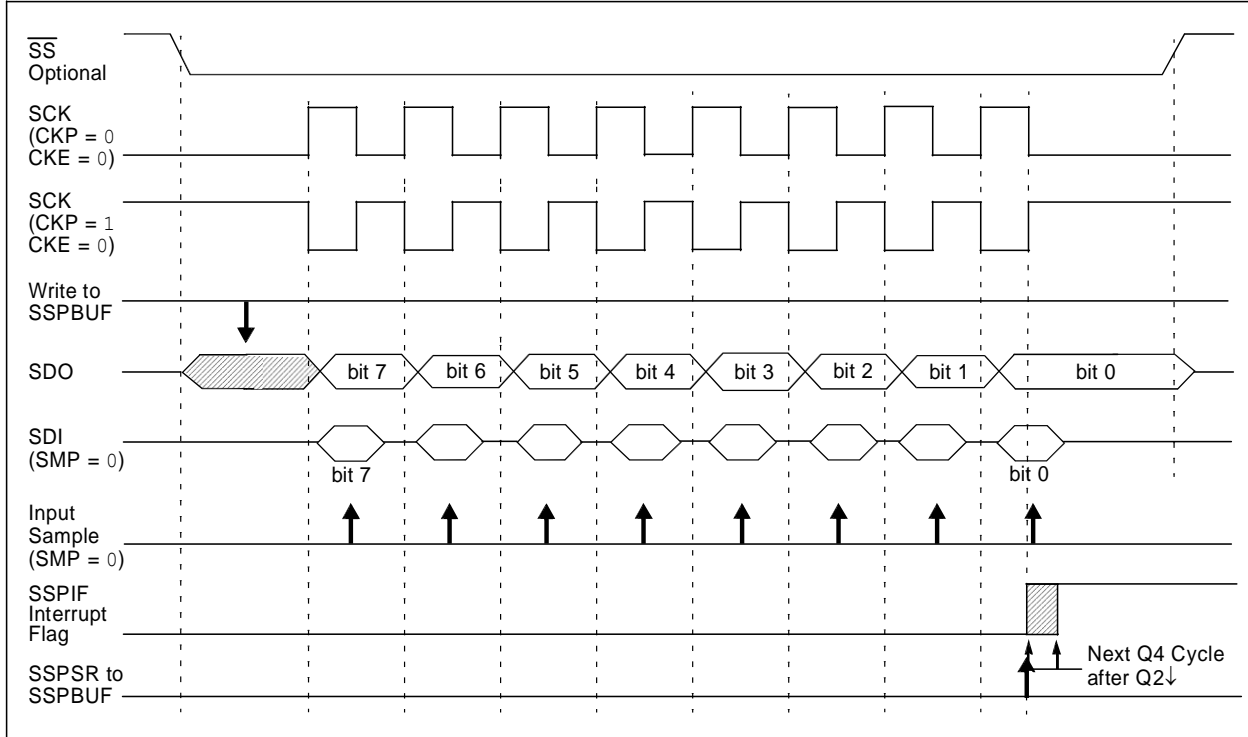 SS
Optional
SCK
(CKP = 0
CKE = 0)
SCK
(CKP = 1
CKE = 0)
Write to
SSPBUF
SDO
bit 7 bit 6 bit 5 bit 4 bit 3 bit 2 bit 1 bit 0
SDI
(SMP = 0)
bit 7 bit 0
Input
Sample
(SMP = 0)
SSPIF
Interrupt
Flag
Next Q4 Cycle
after Q2↓
SSPSR to
SSPBUF